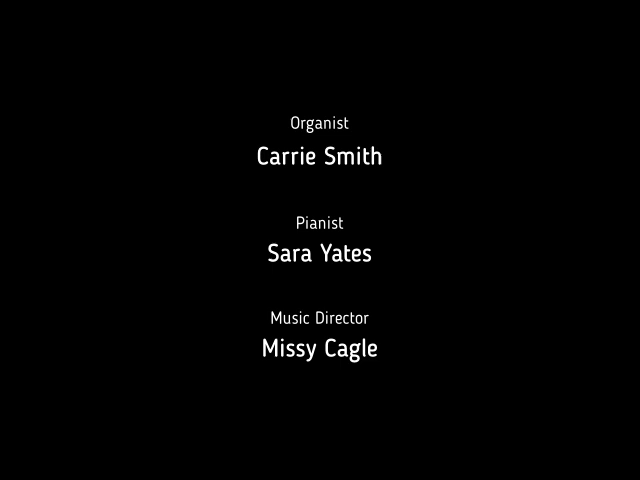 Organist
Carrie Smith
Pianist
Sara Yates
Music Director
Missy Cagle